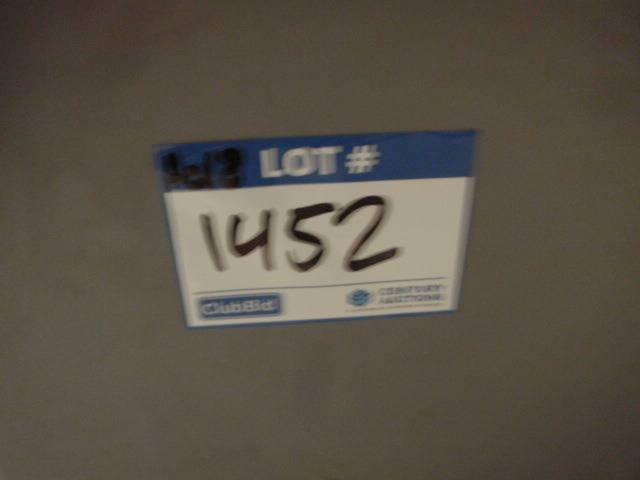 LOT #
1452
ClubBid
CENTURY
AUCTIONS